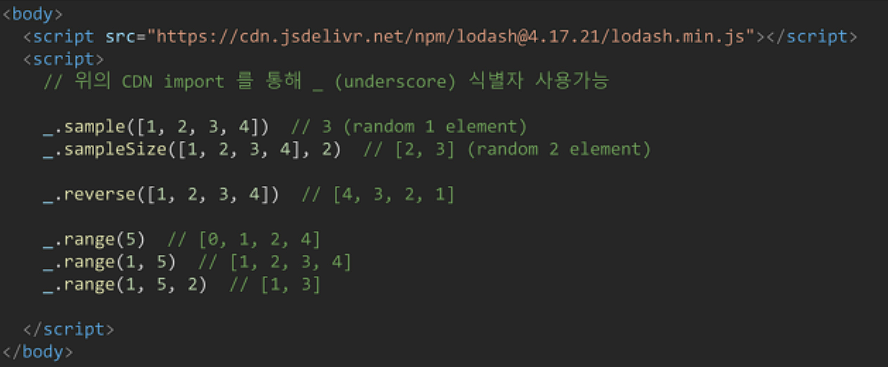 <body>
<script src="https://cdn.jsdelivr.net/npm/lodash@4.17.21/lodash.min.js"></script>
<script>
// 위의 CDN import 를 통해 _ (underscore) 식별자 사용가능
_.sample([1, 2, 3, 4])  // 3 (random 1 element)
_.sampleSize([1, 2, 3, 4], 2)  // [2, 3] (random 2 element)
_.reverse([1, 2, 3, 4])  // [4, 3, 2, 1]
_.range(5)  // [0, 1, 2, 4]
_.range(1, 5)  // [1, 2, 3, 4]
_.range(1, 5, 2)  // [1, 3]
</script>
</body>